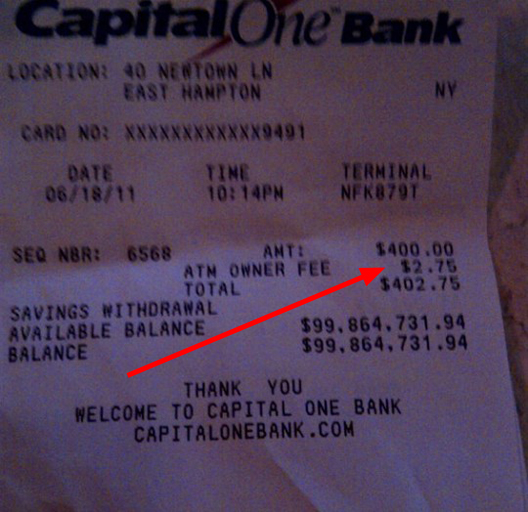 CapitalOne Bank
LOCATION: 40 NEWTOWN LN
EAST HAMPTON NY
CARD NO: XXXXXXXXXXXX9491
DATE TIME TERMINAL
06/18/11 10:14PM NFK879T
SEQ NBR: 6568 AMT: $400.00
ATM OWNER FEE $2.75
TOTAL $402.75
SAVINGS WITHDRAWAL
AVAILABLE BALANCE $99.864.731.94
BALANCE $99.864.731.94
THANK YOU
WELCOME TO CAPITAL ONE BANK
CAPITALONEBANK.COM